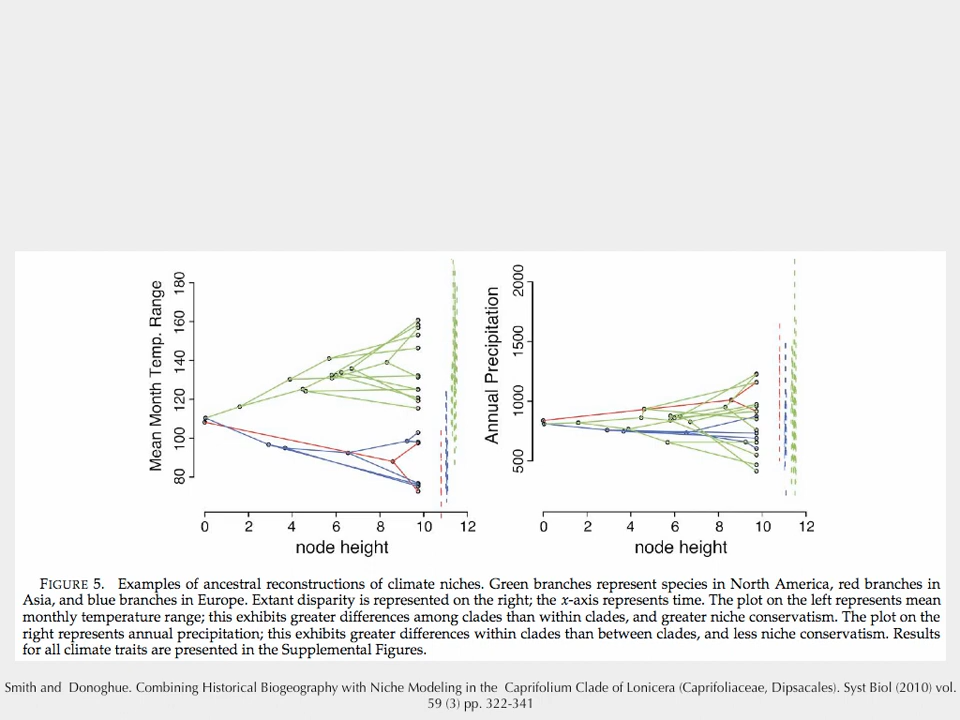 Mean Month Temp. Range
80 100 120 140 160 180
0 2 4 6 8 10 12
node height
Annual Precipitation
500 1000 1500 2000
0 2 4 6 8 10 12
node height
FIGURE 5. Examples of ancestral reconstructions of climate niches. Green branches represent species in North America, red branches in
Asia, and blue branches in Europe. Extant disparity is represented on the right; the x-axis represents time. The plot on the left represents mean
monthly temperature range; this exhibits greater differences among clades than within clades, and greater niche conservatism. The plot on the
right represents annual precipitation; this exhibits greater differences within clades than between clades, and less niche conservatism. Results
for all climate traits are presented in the Supplemental Figures.
Smith and Donoghue. Combining Historical Biogeography with Niche Modeling in the Caprifolium Clade of Lonicera (Caprifoliaceae, Dipsacales). Syst Biol (2010) vol.
59 (3) pp. 322-341